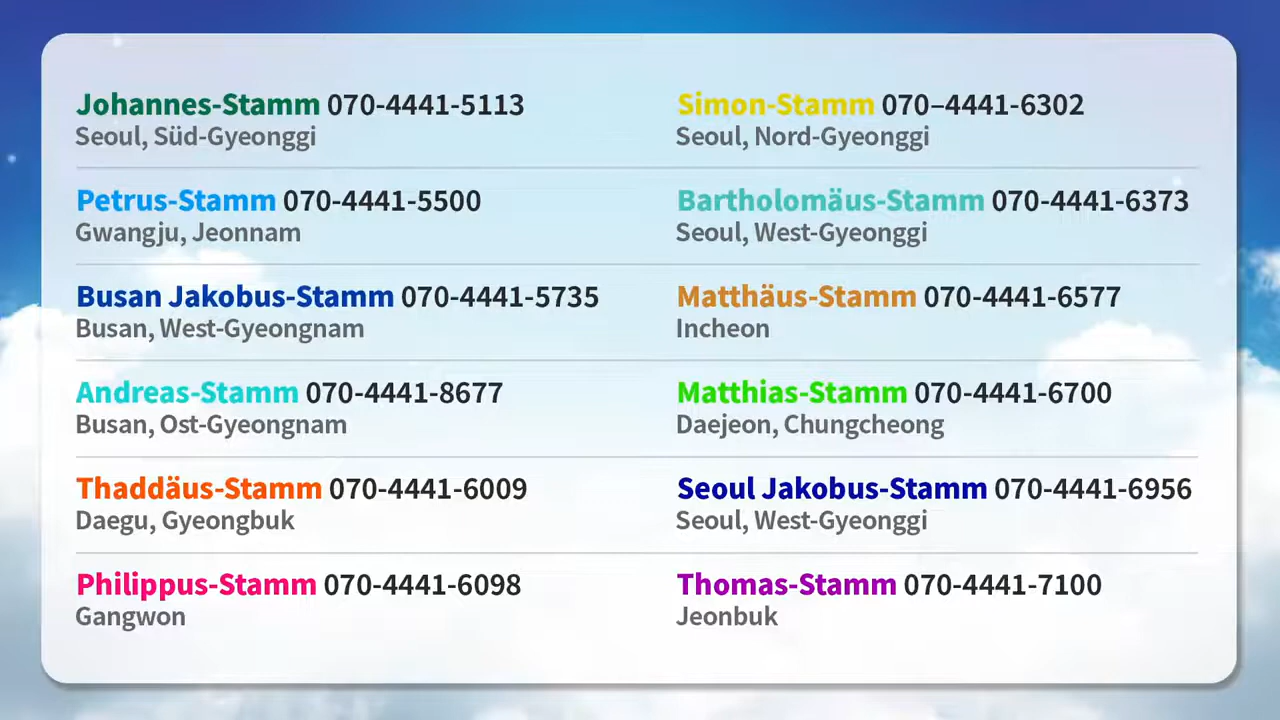 Johannes-Stamm 070-4441-5113
Seoul, Süd-Gyeonggi
Petrus-Stamm 070-4441-5500
Gwangju, Jeonnam
Busan Jakobus-Stamm 070-4441-5735
Busan, West-Gyeongnam
Andreas-Stamm 070-4441-8677
Busan, Ost-Gyeongnam
Thaddäus-Stamm 070-4441-6009
Daegu, Gyeongbuk
Philippus-Stamm 070-4441-6098
Gangwon
Simon-Stamm 070–4441-6302
Seoul, Nord-Gyeonggi
Bartholomäus-Stamm 070-4441-6373
Seoul, West-Gyeonggi
Matthäus-Stamm 070-4441-6577
Incheon
Matthias-Stamm 070-4441-6700
Daejeon, Chungcheong
Seoul Jakobus-Stamm 070-4441-6956
Seoul, West-Gyeonggi
Thomas-Stamm 070-4441-7100
Jeonbuk